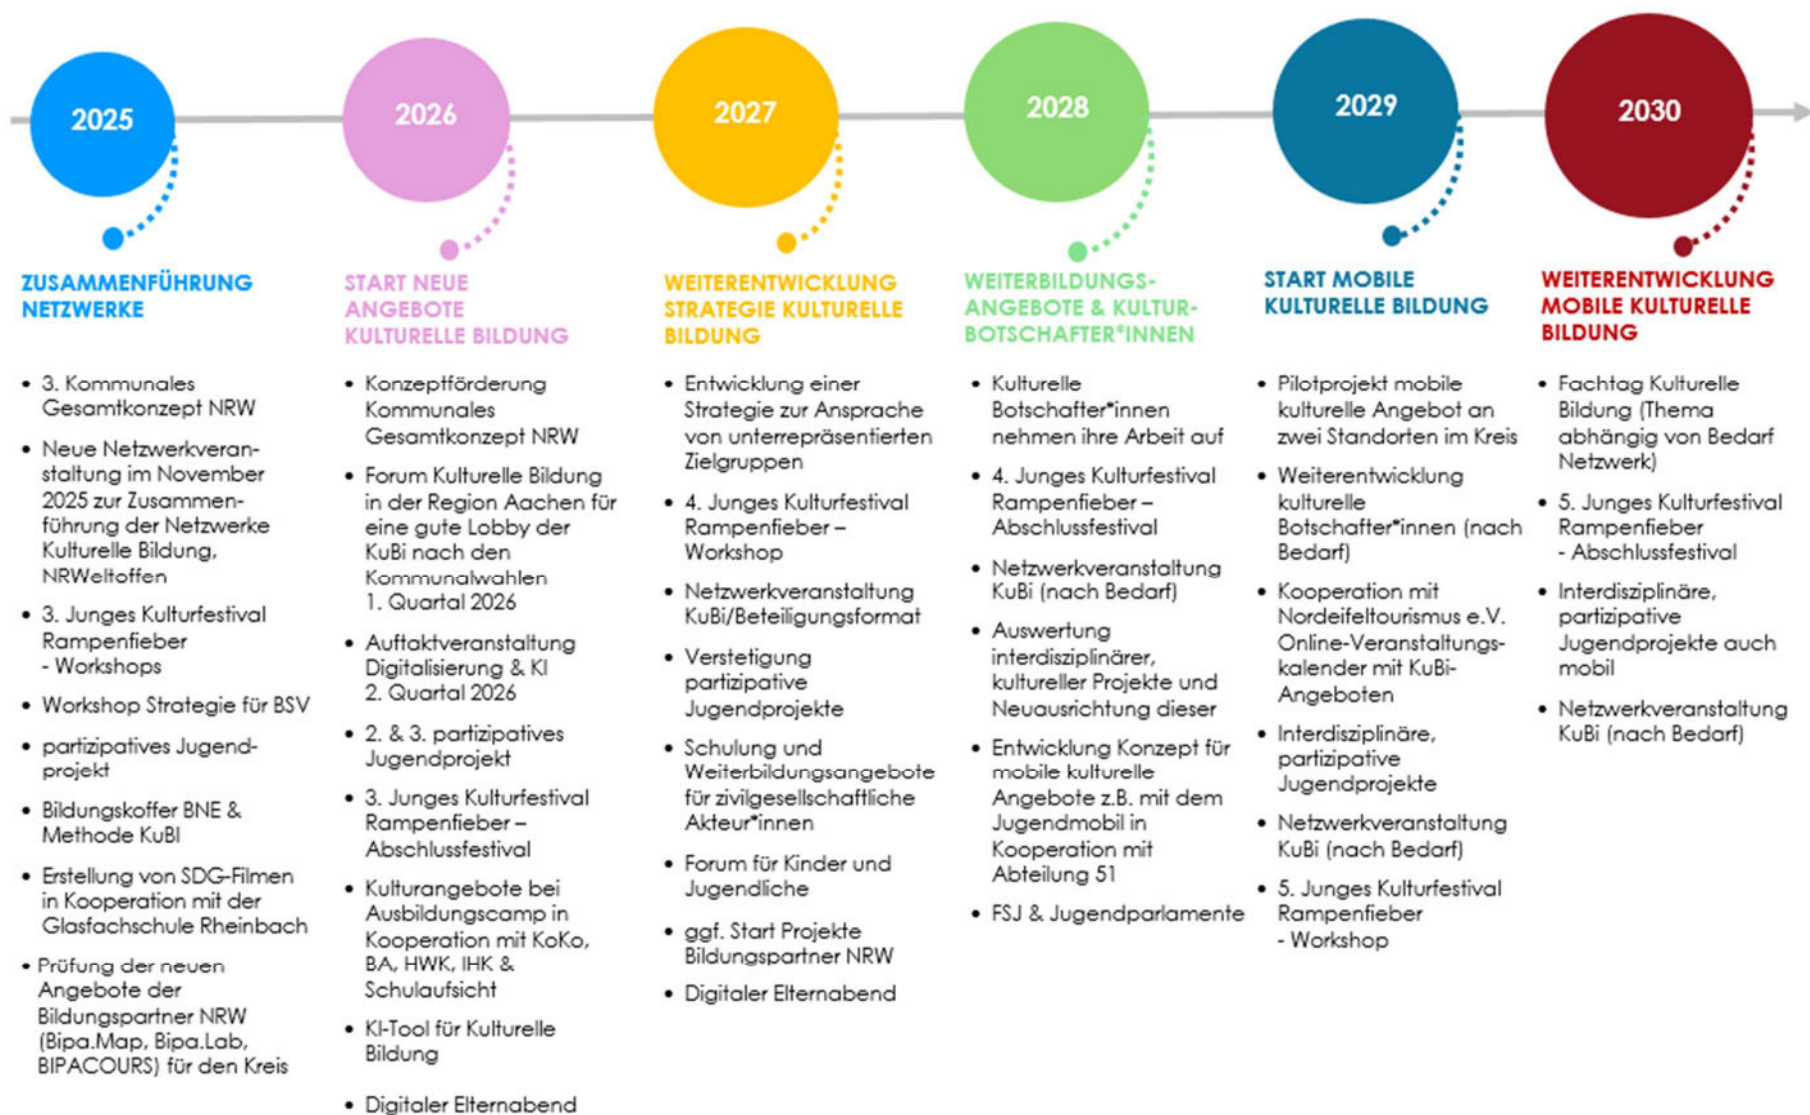 2025
2026
2027
2028
2029
2030
ZUSAMMENFÜHRUNG
NETZWERKE
• 3. Kommunales
Gesamtkonzept NRW
• Neue Netzwerkveran-
staltung im November
2025 zur Zusammen-
führung der Netzwerke
Kulturelle Bildung,
NRWeltoffen
• 3. Junges Kulturfestival
Rampenfieber
- Workshops
• Workshop Strategie für BSV
• partizipatives Jugend-
projekt
• Bildungskoffer BNE &
Methode KuBI
• Erstellung von SDG-Filmen
in Kooperation mit der
Glasfachschule Rheinbach
• Prüfung der neuen
Angebote der
Bildungspartner NRW
(Bipa.Map, Bipa.Lab,
BIPACOURS) für den Kreis
START NEUE
ANGEBOTE
KULTURELLE BILDUNG
• Konzeptförderung
Kommunales
Gesamtkonzept NRW
• Forum Kulturelle Bildung
in der Region Aachen für
eine gute Lobby der
KuBi nach den
Kommunalwahlen
1. Quartal 2026
• Auftaktveranstaltung
Digitalisierung & KI
2. Quartal 2026
• 2. & 3. partizipatives
Jugendprojekt
• 3. Junges Kulturfestival
Rampenfieber –
Abschlussfestival
• Kulturangebote bei
Ausbildungscamp in
Kooperation mit KoKo,
BA, HWK, IHK &
Schulaufsicht
• KI-Tool für Kulturelle
Bildung
• Digitaler Elternabend
WEITERENTWICKLUNG
STRATEGIE KULTURELLE
BILDUNG
• Entwicklung einer
Strategie zur Ansprache
von unterrepräsentierten
Zielgruppen
• 4. Junges Kulturfestival
Rampenfieber –
Workshop
• Netzwerkveranstaltung
KuBi/Beteiligungsformat
• Verstetigung
partizipative
Jugendprojekte
• Schulung und
Weiterbildungsangebote
für zivilgesellschaftliche
Akteur*innen
• Forum für Kinder und
Jugendliche
• ggf. Start Projekte
Bildungspartner NRW
• Digitaler Elternabend
WEITERBILDUNGS-
ANGEBOTE & KULTUR-
BOTSCHAFTER*INNEN
• Kulturelle
Botschafter*innen
nehmen ihre Arbeit auf
• 4. Junges Kulturfestival
Rampenfieber –
Abschlussfestival
• Netzwerkveranstaltung
KuBi (nach Bedarf)
• Auswertung
interdisziplinärer,
kultureller Projekte und
Neuausrichtung dieser
• Entwicklung Konzept für
mobile kulturelle
Angebote z.B. mit dem
Jugendmobil in
Kooperation mit
Abteilung 51
• FSJ & Jugendparlamente
START MOBILE
KULTURELLE BILDUNG
• Pilotprojekt mobile
kulturelle Angebot an
zwei Standorten im Kreis
• Weiterentwicklung
kulturelle
Botschafter*innen (nach
Bedarf)
• Kooperation mit
Nordeifeltourismus e.V.
Online-Veranstaltungs-
kalender mit KuBi-
Angeboten
• Interdisziplinäre,
partizipative
Jugendprojekte
• Netzwerkveranstaltung
KuBi (nach Bedarf)
• 5. Junges Kulturfestival
Rampenfieber
- Workshop
WEITERENTWICKLUNG
MOBILE KULTURELLE
BILDUNG
• Fachtag Kulturelle
Bildung (Thema
abhängig von Bedarf
Netzwerk)
• 5. Junges Kulturfestival
Rampenfieber
- Abschlussfestival
• Interdisziplinäre,
partizipative
Jugendprojekte auch
mobil
• Netzwerkveranstaltung
KuBi (nach Bedarf)